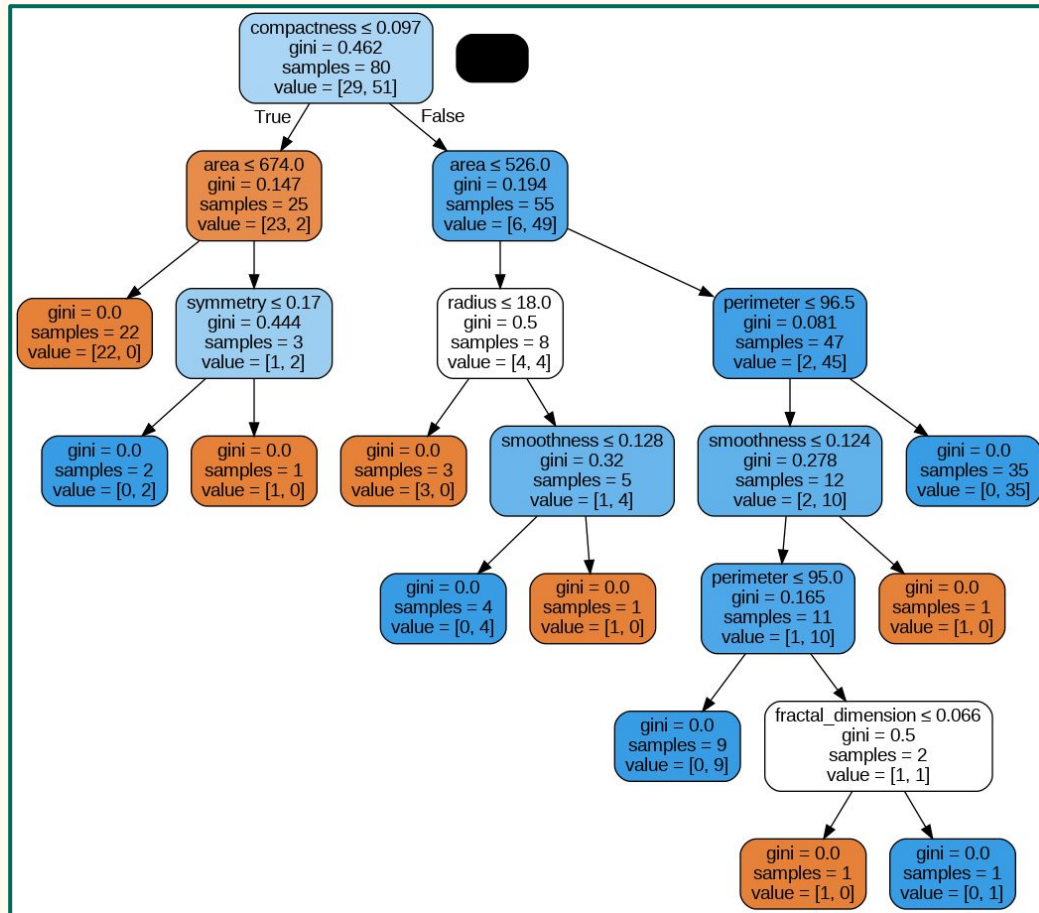 compactness ≤ 0.097
gini = 0.462
samples = 80
value = [29, 51]
True
False
area ≤ 674.0
gini = 0.147
samples = 25
value = [23, 2]
area ≤ 526.0
gini = 0.194
samples = 55
value = [6, 49]
gini = 0.0
samples = 22
value = [22, 0]
symmetry ≤ 0.17
gini = 0.444
samples = 3
value = [1, 2]
radius ≤ 18.0
gini = 0.5
samples = 8
value = [4, 4]
perimeter ≤ 96.5
gini = 0.081
samples = 47
value = [2, 45]
gini = 0.0
samples = 2
value = [0, 2]
gini = 0.0
samples = 1
value = [1, 0]
gini = 0.0
samples = 3
value = [3, 0]
smoothness ≤ 0.128
gini = 0.32
samples = 5
value = [1, 4]
smoothness ≤ 0.124
gini = 0.278
samples = 12
value = [2, 10]
gini = 0.0
samples = 35
value = [0, 35]
gini = 0.0
samples = 4
value = [0, 4]
gini = 0.0
samples = 1
value = [1, 0]
perimeter ≤ 95.0
gini = 0.165
samples = 11
value = [1, 10]
gini = 0.0
samples = 1
value = [1, 0]
gini = 0.0
samples = 9
value = [0, 9]
fractal_dimension ≤ 0.066
gini = 0.5
samples = 2
value = [1, 1]
gini = 0.0
samples = 1
value = [1, 0]
gini = 0.0
samples = 1
value = [0, 1]